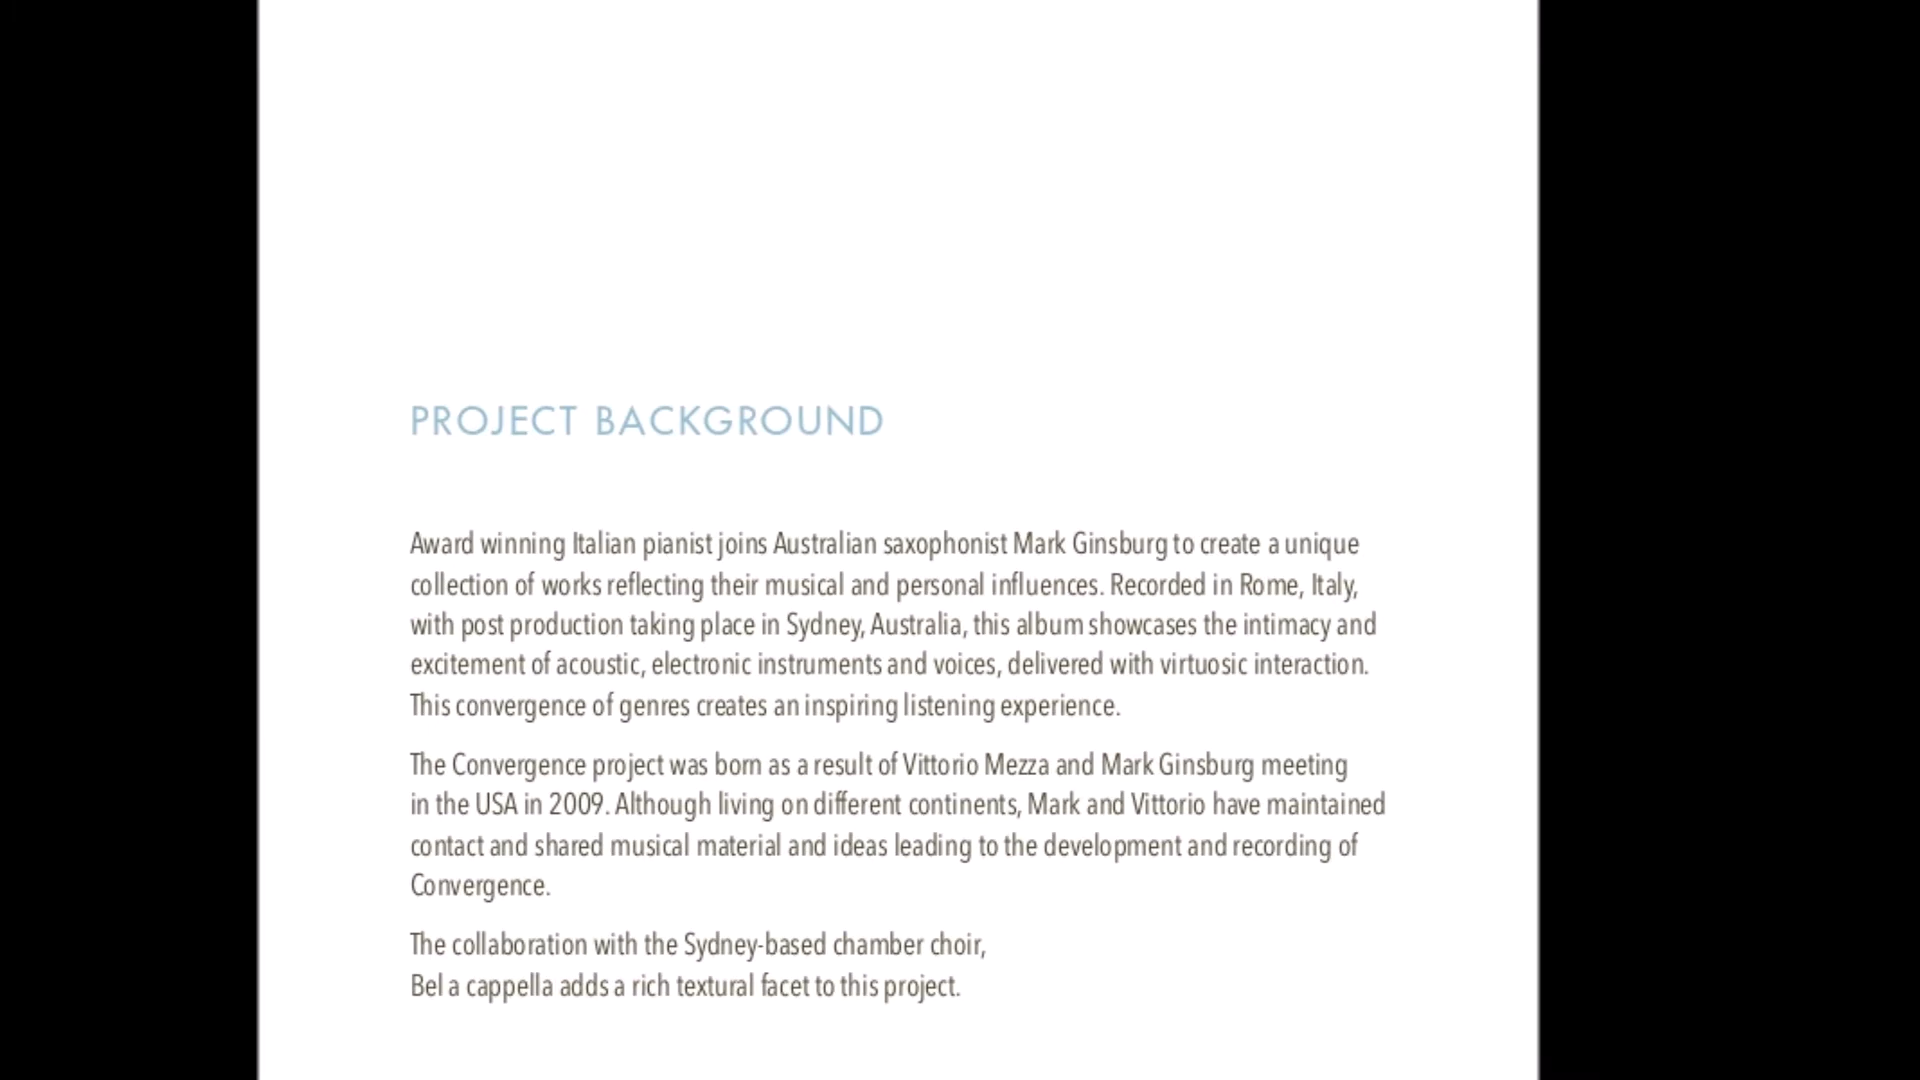 PROJECT BACKGROUND
Award winning Italian pianist joins Australian saxophonist Mark Ginsburg to create a unique
collection of works reflecting their musical and personal influences. Recorded in Rome, Italy,
with post production taking place in Sydney, Australia, this album showcases the intimacy and
excitement of acoustic, electronic instruments and voices, delivered with virtuosic interaction.
This convergence of genres creates an inspiring listening experience.
The Convergence project was born as a result of Vittorio Mezza and Mark Ginsburg meeting
in the USA in 2009. Although living on different continents, Mark and Vittorio have maintained
contact and shared musical material and ideas leading to the development and recording of
Convergence.
The collaboration with the Sydney-based chamber choir,
Bel a cappella adds a rich textural facet to this project.